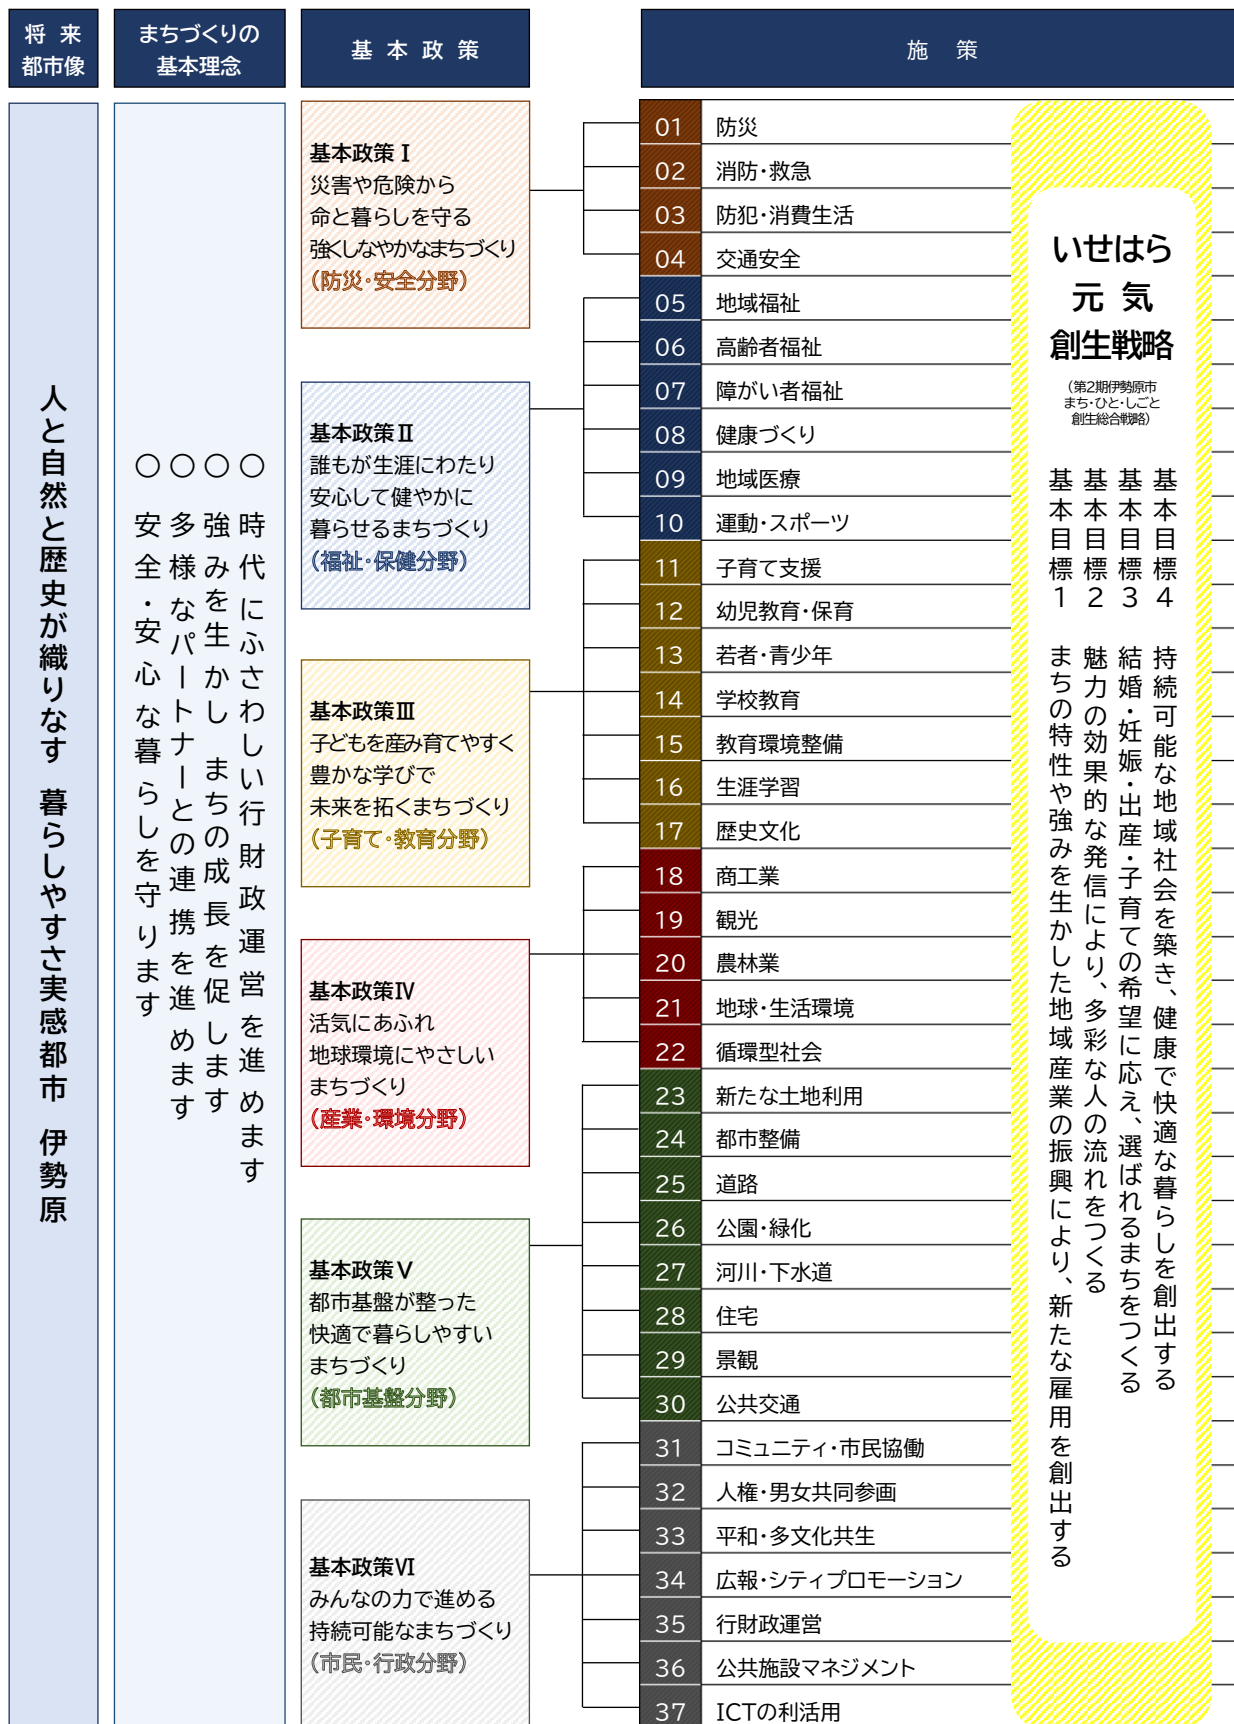 将来
都市像
まちづくりの
基本理念
基本政策
施策
人と自然と歴史が織りなす 暮らしやすさ実感都市 伊勢原
○ 時代にふさわしい行財政運営を進めます
○ 強みを生かし まちの成長を促します
○ 多様なパートナーとの連携を進めます
○ 安全・安心な暮らしを守ります
基本政策Ⅰ
災害や危険から
命と暮らしを守る
強くしなやかなまちづくり
(防災・安全分野)
基本政策Ⅱ
誰もが生涯にわたり
安心して健やかに
暮らせるまちづくり
(福祉・保健分野)
基本政策Ⅲ
子どもを産み育てやすく
豊かな学びで
未来を拓くまちづくり
(子育て・教育分野)
基本政策Ⅳ
活気にあふれ
地球環境にやさしい
まちづくり
(産業・環境分野)
基本政策Ⅴ
都市基盤が整った
快適で暮らしやすい
まちづくり
(都市基盤分野)
基本政策Ⅵ
みんなの力で進める
持続可能なまちづくり
(市民・行政分野)
01 防災
02 消防・救急
03 防犯・消費生活
04 交通安全
05 地域福祉
06 高齢者福祉
07 障がい者福祉
08 健康づくり
09 地域医療
10 運動・スポーツ
11 子育て支援
12 幼児教育・保育
13 若者・青少年
14 学校教育
15 教育環境整備
16 生涯学習
17 歴史文化
18 商工業
19 観光
20 農林業
21 地球・生活環境
22 循環型社会
23 新たな土地利用
24 都市整備
25 道路
26 公園・緑化
27 河川・下水道
28 住宅
29 景観
30 公共交通
31 コミュニティ・市民協働
32 人権・男女共同参画
33 平和・多文化共生
34 広報・シティプロモーション
35 行財政運営
36 公共施設マネジメント
37 ICTの利活用
いせはら
元気
創生戦略
(第2期伊勢原市
まち・ひと・しごと
創生総合戦略)
基本目標4 持続可能な地域社会を築き、健康で快適な暮らしを創出する
基本目標3 結婚・妊娠・出産・子育ての希望に応え、選ばれるまちをつくる
基本目標2 魅力の効果的な発信により、多彩な人の流れをつくる
基本目標1 まちの特性や強みを生かした地域産業の振興により、新たな雇用を創出する